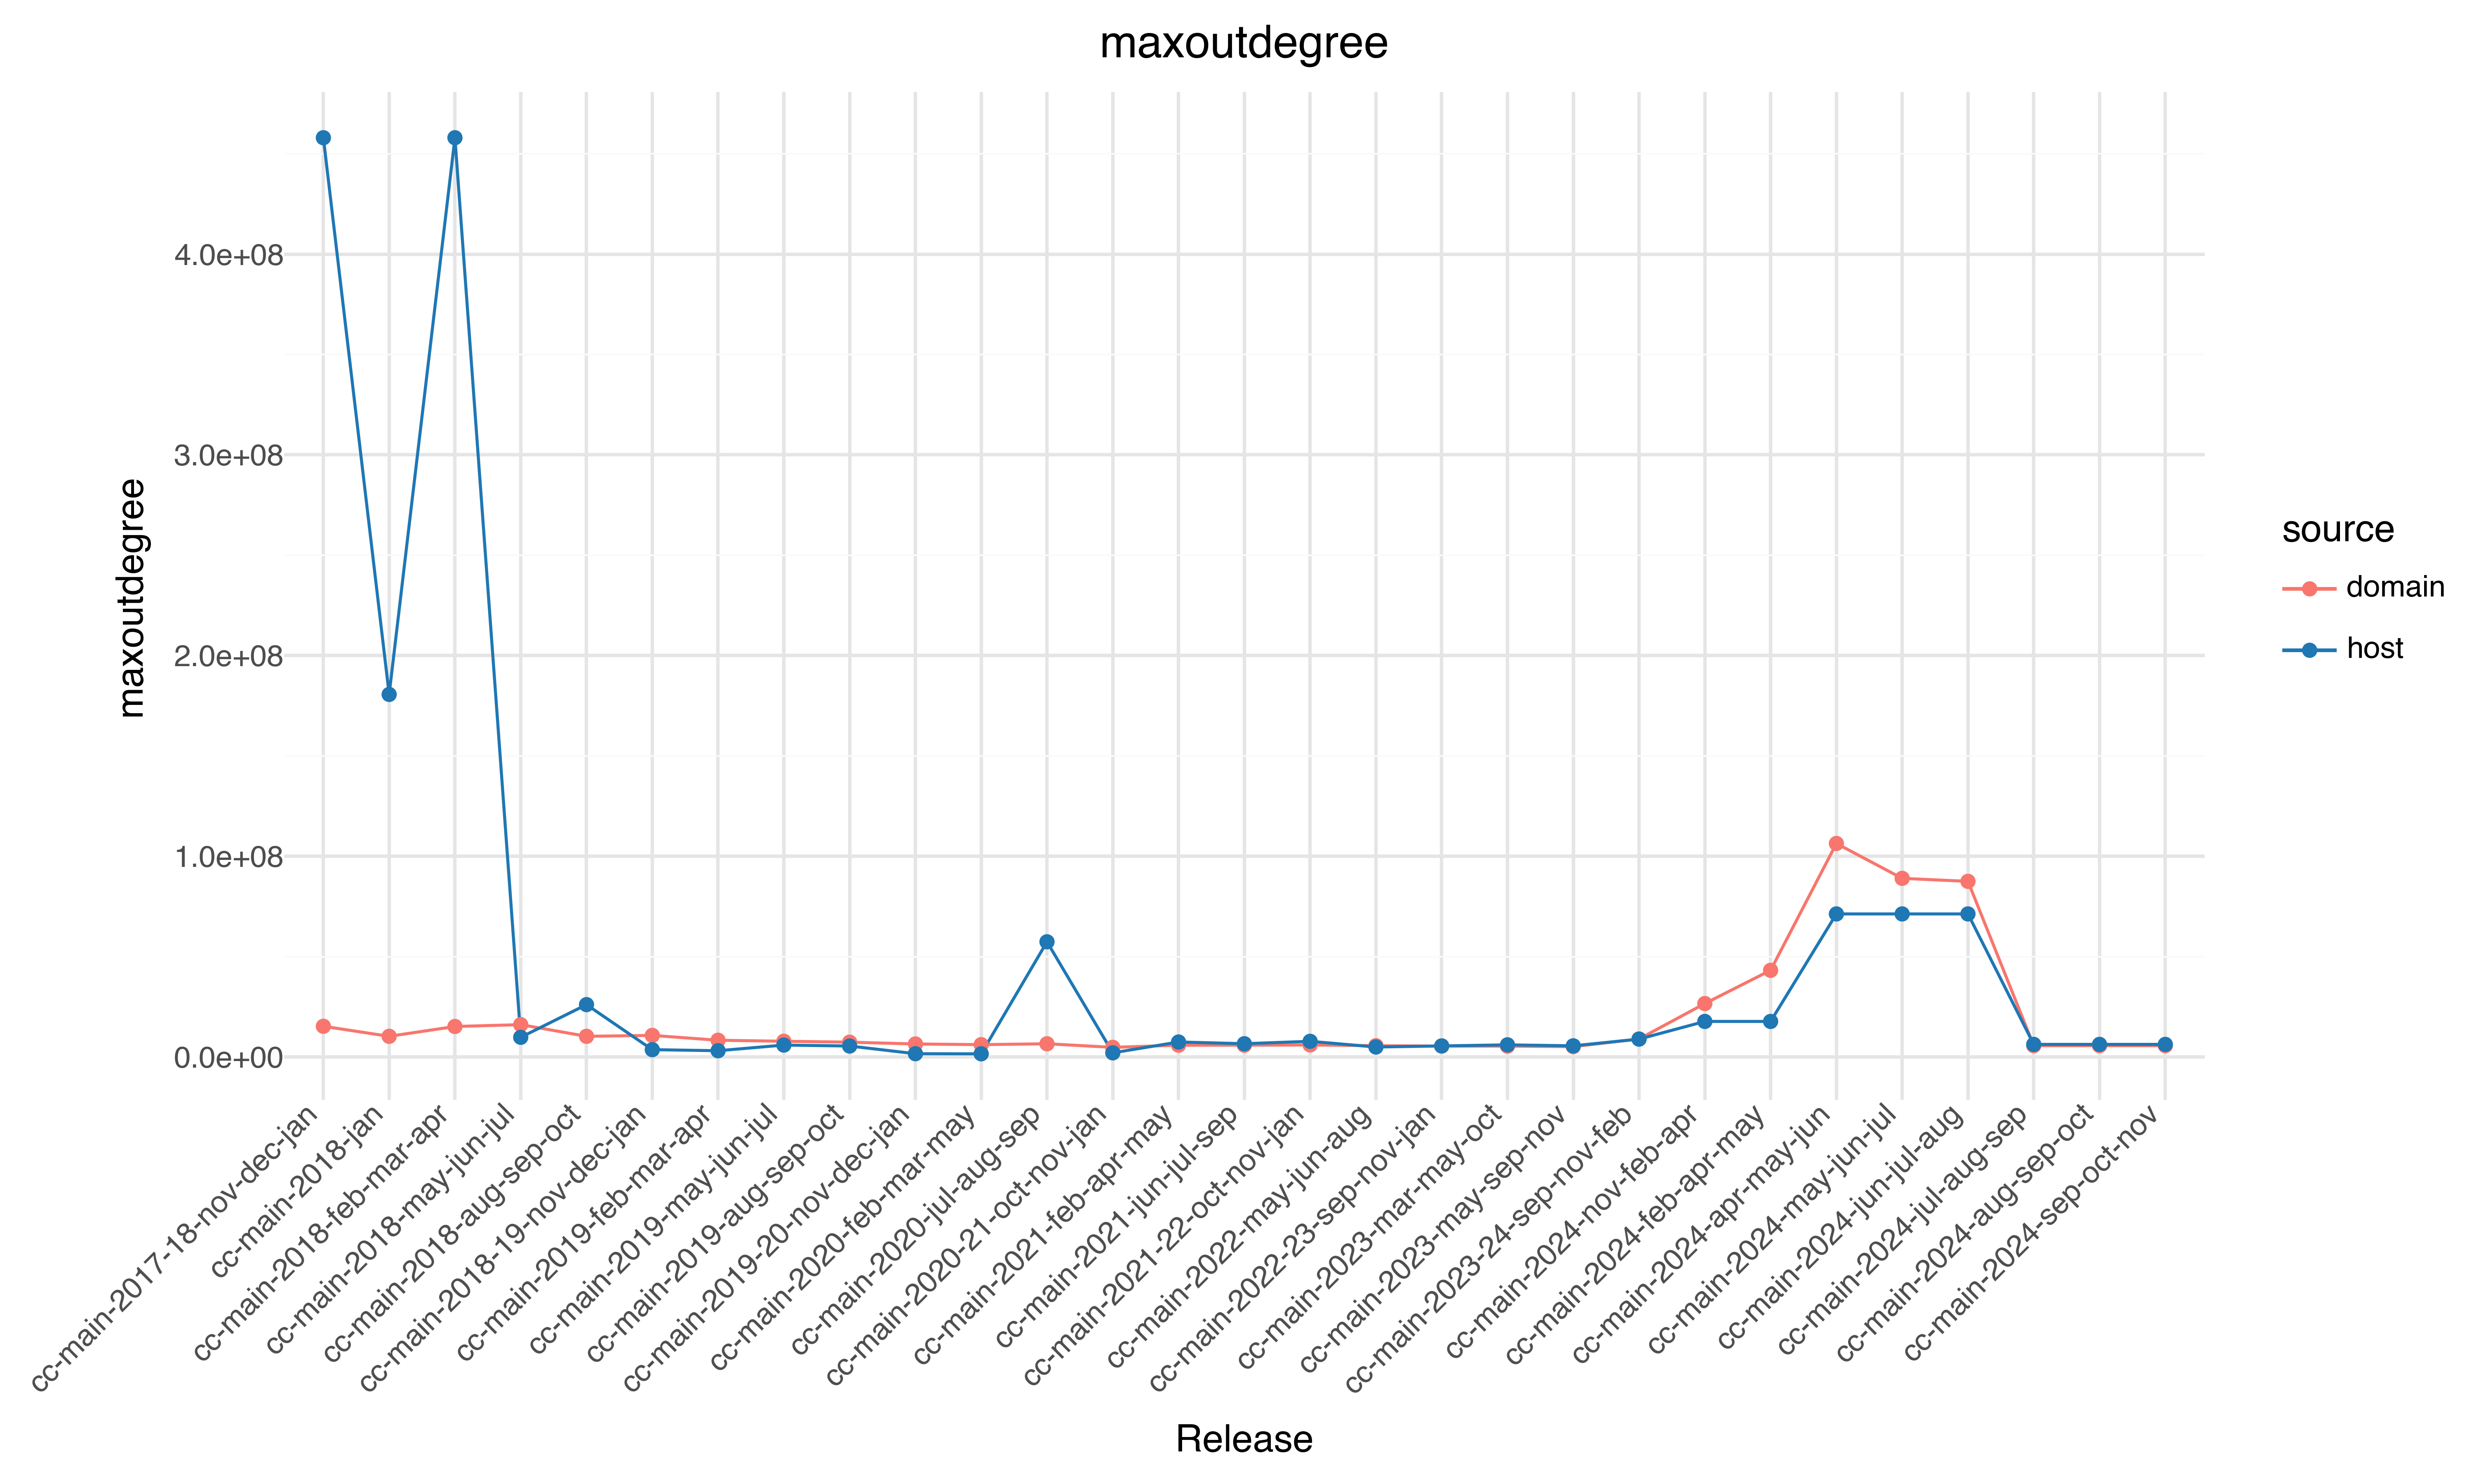 maxoutdegree
maxoutdegree
4.0e+08
3.0e+08
2.0e+08
1.0e+08
0.0e+00
source
domain
host
cc-main-2017-18-nov-dec-jan
cc-main-2018-jan
cc-main-2018-feb-mar-apr
cc-main-2018-may-jun-jul
cc-main-2018-aug-sep-oct
cc-main-2018-19-nov-dec-jan
cc-main-2019-feb-mar-apr
cc-main-2019-may-jun-jul
cc-main-2019-aug-sep-oct
cc-main-2019-20-nov-dec-jan
cc-main-2020-feb-mar-may
cc-main-2020-jul-aug-sep
cc-main-2020-21-oct-nov-jan
cc-main-2021-feb-apr-may
cc-main-2021-jun-jul-sep
cc-main-2021-22-oct-nov-jan
cc-main-2022-may-jun-aug
cc-main-2022-23-sep-nov-jan
cc-main-2023-mar-may-oct
cc-main-2023-may-sep-nov
cc-main-2023-24-sep-nov-feb
cc-main-2024-nov-feb-apr
cc-main-2024-feb-apr-may
cc-main-2024-apr-may-jun
cc-main-2024-may-jun-jul
cc-main-2024-jun-jul-aug
cc-main-2024-jul-aug-sep
cc-main-2024-aug-sep-oct
cc-main-2024-sep-oct-nov
Release